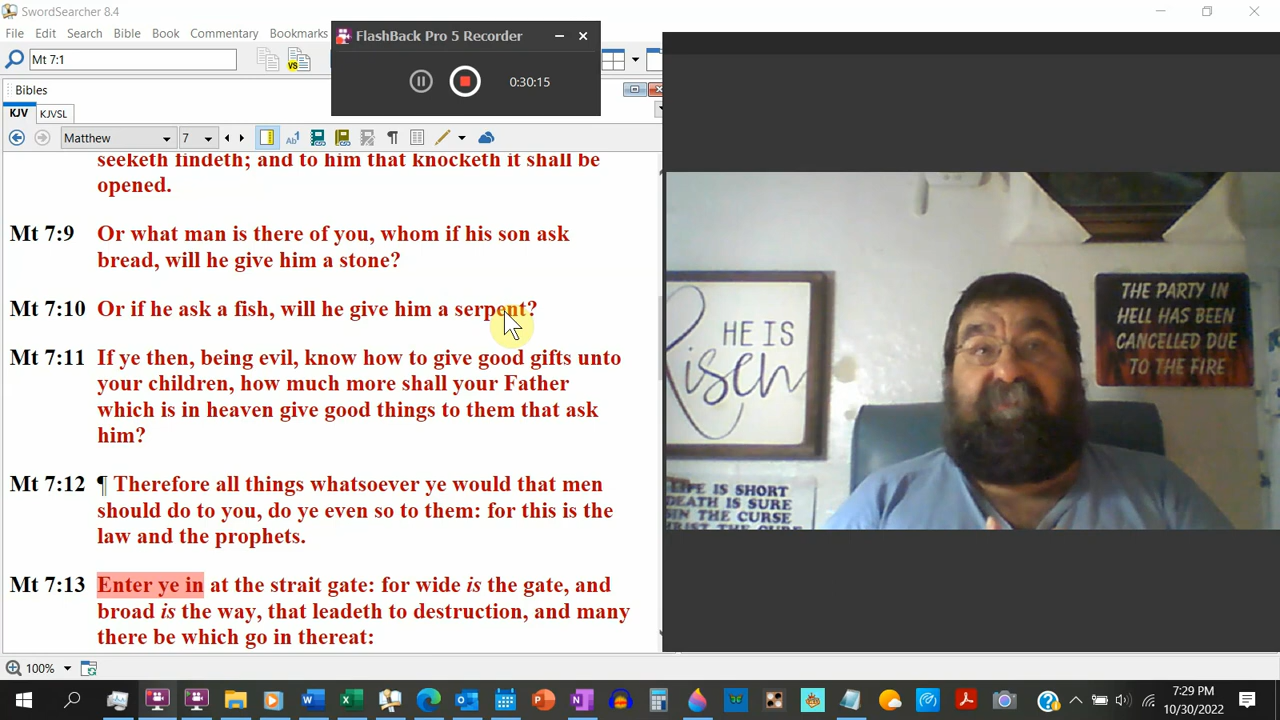 SwordSearcher 8.4
File Edit Search Bible Book Commentary Bookmarks
FlashBack Pro 5 Recorder
0:30:15
Mt 7:1
VS
Bibles
KJV KJVSL
Matthew 7
seeketh findeth; and to him that knocketh it shall be
opened.
Mt 7:9 Or what man is there of you, whom if his son ask
bread, will he give him a stone?
Mt 7:10 Or if he ask a fish, will he give him a serpent?
Mt 7:11 If ye then, being evil, know how to give good gifts unto
your children, how much more shall your Father
which is in heaven give good things to them that ask
him?
Mt 7:12 ¶ Therefore all things whatsoever ye would that men
should do to you, do ye even so to them: for this is the
law and the prophets.
Mt 7:13 Enter ye in at the strait gate: for wide is the gate, and
broad is the way, that leadeth to destruction, and many
there be which go in thereat:
HE IS
Risen
THE PARTY IN
HELL HAS BEEN
CANCELLED DUE
TO THE FIRE
LIFE IS SHORT
DEATH IS SURE
SIN THE CURSE
CHRIST THE CURE
100%
7:29 PM
10/30/2022